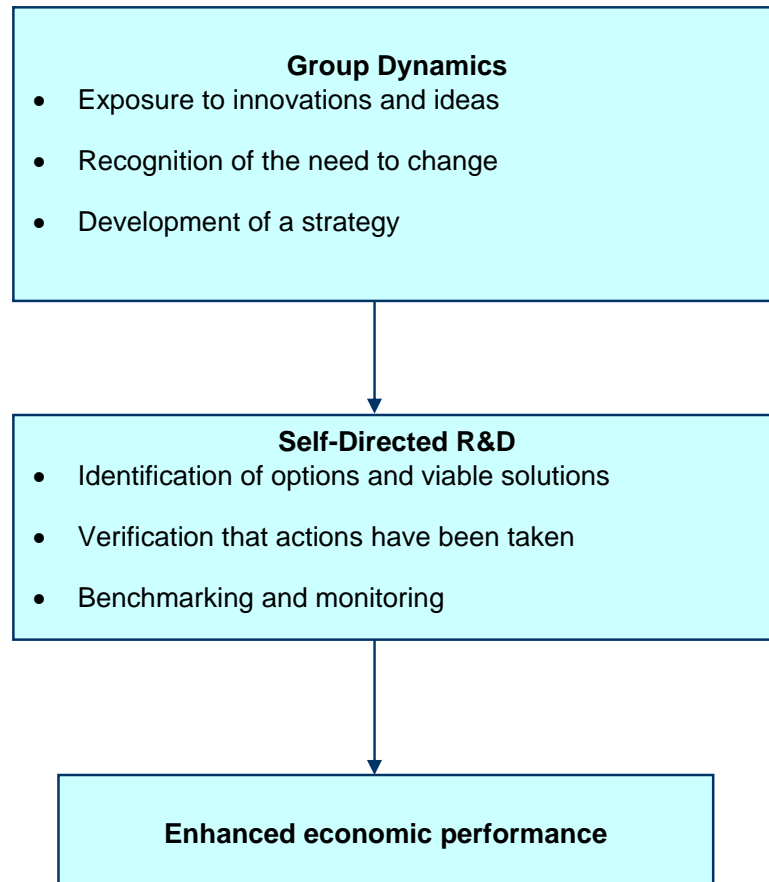 Group Dynamics
• Exposure to innovations and ideas
• Recognition of the need to change
• Development of a strategy
Self-Directed R&D
• Identification of options and viable solutions
• Verification that actions have been taken
• Benchmarking and monitoring
Enhanced economic performance